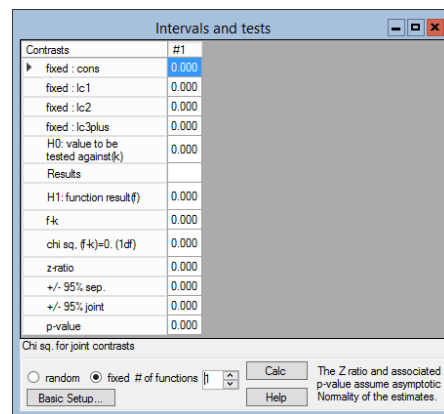 Intervals and tests
Contrasts #1
fixed : cons 0.000
fixed : lc1 0.000
fixed : lc2 0.000
fixed : lc3plus 0.000
H0: value to be
tested against(k) 0.000
Results
H1: function result(f) 0.000
f-k 0.000
chi sq, (f-k)=0. (1df) 0.000
z-ratio 0.000
+/- 95% sep. 0.000
+/- 95% joint 0.000
p-value 0.000
Chi sq. for joint contrasts
random fixed # of functions 1 Calc
Basic Setup... Help
The Z ratio and associated
p-value assume asymptotic
Normality of the estimates.